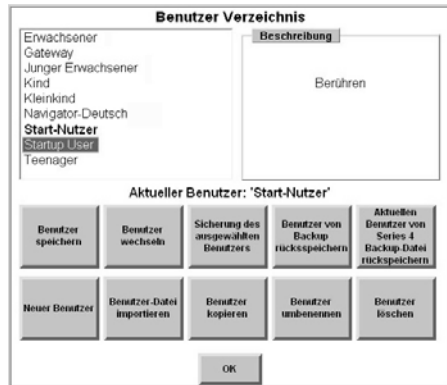 Benutzer Verzeichnis
Erwachsener
Gateway
Junger Erwachsener
Kind
Kleinkind
Navigator-Deutsch
Start-Nutzer
Startup User
Teenager
Beschreibung
Berühren
Aktueller Benutzer: 'Start-Nutzer'
Benutzer
speichern
Benutzer
wechseln
Sicherung des
ausgewählten
Benutzers
Benutzer von
Backup
rücksspeichern
Aktuellen
Benutzer von
Series 4
Backup-Datei
rückspeichern
Neuer Benutzer
Benutzer-Datei
importieren
Benutzer
kopieren
Benutzer
umbenennen
Benutzer
löschen
OK